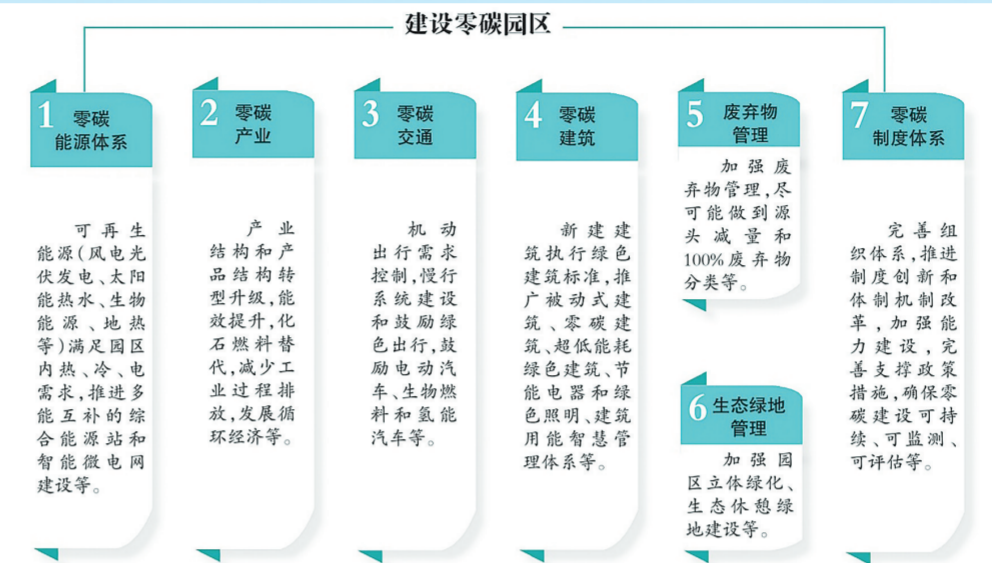 建设零碳园区
1 零碳
能源体系
可再生
能源(风电光
伏发电、太阳
能热水、生物
能源、地热
等)满足园区
内热、冷、电
需求,推进多
能互补的综
合能源站和
智能微电网
建设等。
2 零碳
产业
产业
结构和产
品结构转
型升级,能
效提升,化
石燃料替
代,减少工
业过程排
放,发展循
环经济等。
3 零碳
交通
机动
出行需求
控制,慢行
系统建设
和鼓励绿
色出行,鼓
励电动汽
车、生物燃
料和氢能
汽车等。
4 零碳
建筑
新建建
筑执行绿色
建筑标准,推
广被动式建
筑、零碳建
筑、超低能耗
绿色建筑、节
能电器和绿
色照明、建筑
用能智慧管
理体系等。
5 废弃物
管理
加强废
弃物管理,尽
可能做到源
头减量和
100%废弃物
分类等。
6 生态绿地
管理
加强园
区立体绿化、
生态休憩绿
地建设等。
7 零碳
制度体系
完善组
织体系,推进
制度创新和
体制机制改
革,加强能
力建设,完
善支撑政策
措施,确保零
碳建设可持
续、可监测、
可评估等。